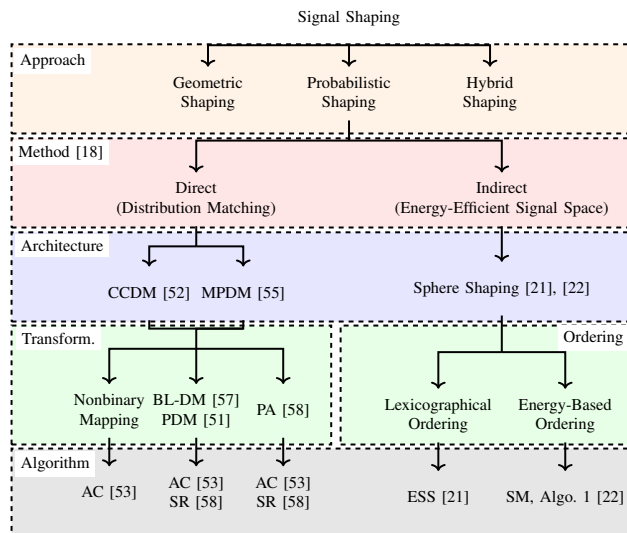 Signal Shaping
Approach
Geometric Shaping
Probabilistic Shaping
Hybrid Shaping
Method [18]
Direct
(Distribution Matching)
Indirect
(Energy-Efficient Signal Space)
Architecture
CCDM [52]
MPDM [55]
Sphere Shaping [21], [22]
Transform.
Ordering
Nonbinary
Mapping
BL-DM [57]
PDM [51]
PA [58]
Lexicographical
Ordering
Energy-Based
Ordering
Algorithm
AC [53]
AC [53]
SR [58]
AC [53]
SR [58]
ESS [21]
SM, Algo. 1 [22]